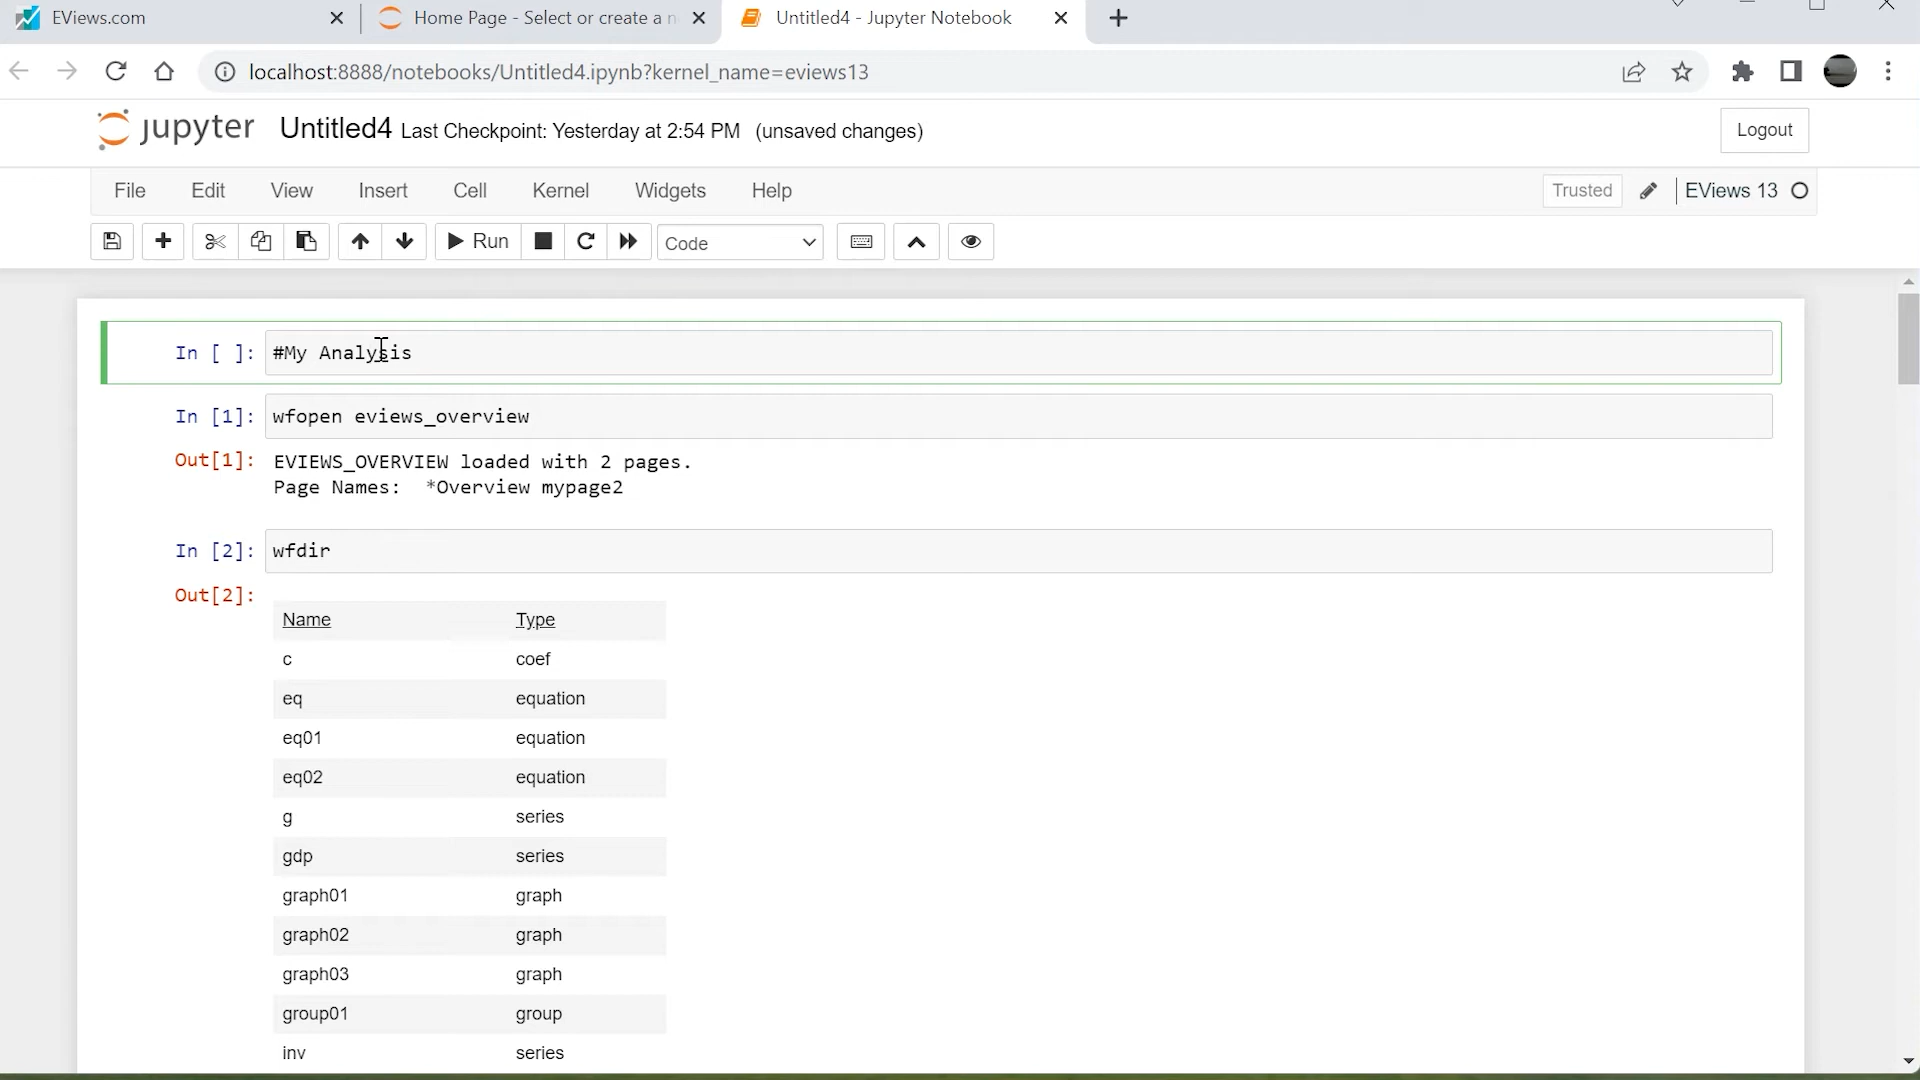 EViews.com
Home Page - Select or create a n
Untitled4 - Jupyter Notebook
localhost:8888/notebooks/Untitled4.ipynb?kernel_name=eviews13
jupyter Untitled4 Last Checkpoint: Yesterday at 2:54 PM (unsaved changes)
Logout
File Edit View Insert Cell Kernel Widgets Help
Trusted EViews 13
Run Code
In [ ]: #My Analysis
In [1]: wfopen eviews_overview
Out[1]: EVIEWS_OVERVIEW loaded with 2 pages.
Page Names: *Overview mypage2
In [2]: wfdir
Out[2]:
Name Type
c coef
eq equation
eq01 equation
eq02 equation
g series
gdp series
graph01 graph
graph02 graph
graph03 graph
group01 group
inv series